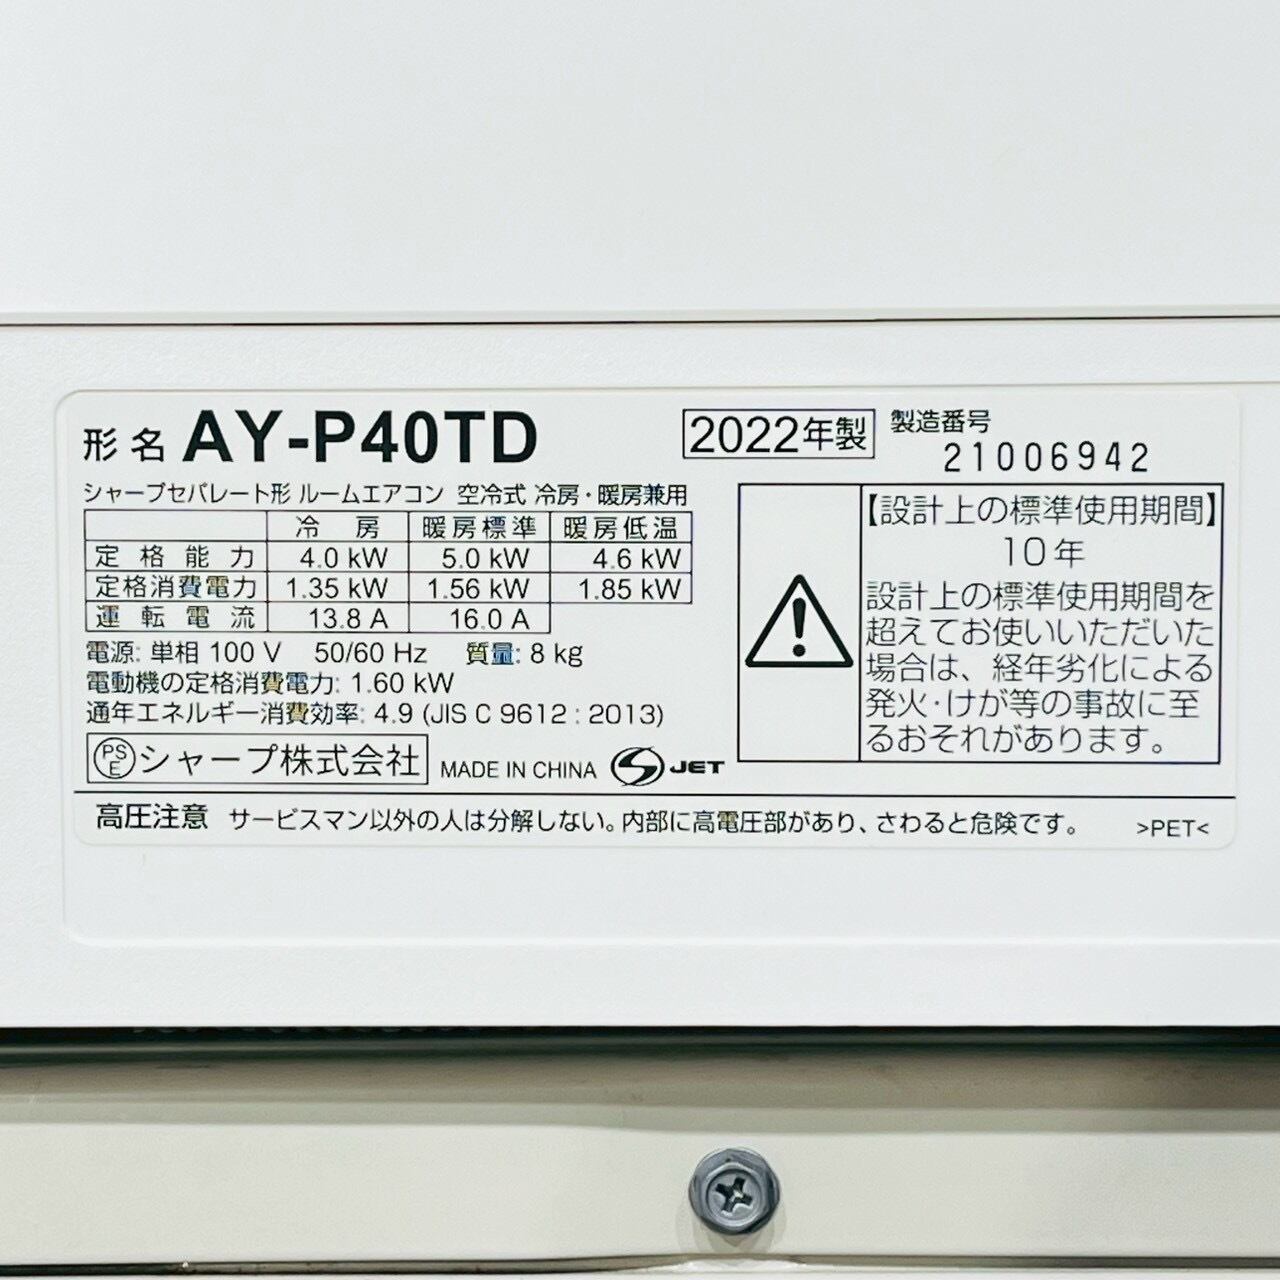 形名 AY-P40TD
2022年製
製造番号
21006942
シャープセパレート形 ルームエアコン 空冷式 冷房・暖房兼用
冷房 暖房標準 暖房低温
定格能力 4.0 kW 5.0 kW 4.6 kW
定格消費電力 1.35 kW 1.56 kW 1.85 kW
運転電流 13.8 A 16.0 A
電源: 単相 100 V 50/60 Hz 質量: 8 kg
電動機の定格消費電力: 1.60 kW
通年エネルギー消費効率: 4.9 (JIS C 9612 : 2013)
PSE シャープ株式会社 MADE IN CHINA S JET
【設計上の標準使用期間】
10年
設計上の標準使用期間を
超えてお使いいただいた
場合は、経年劣化による
発火・けが等の事故に至
るおそれがあります。
高圧注意 サービスマン以外の人は分解しない。内部に高電圧部があり、さわると危険です。 >PET<